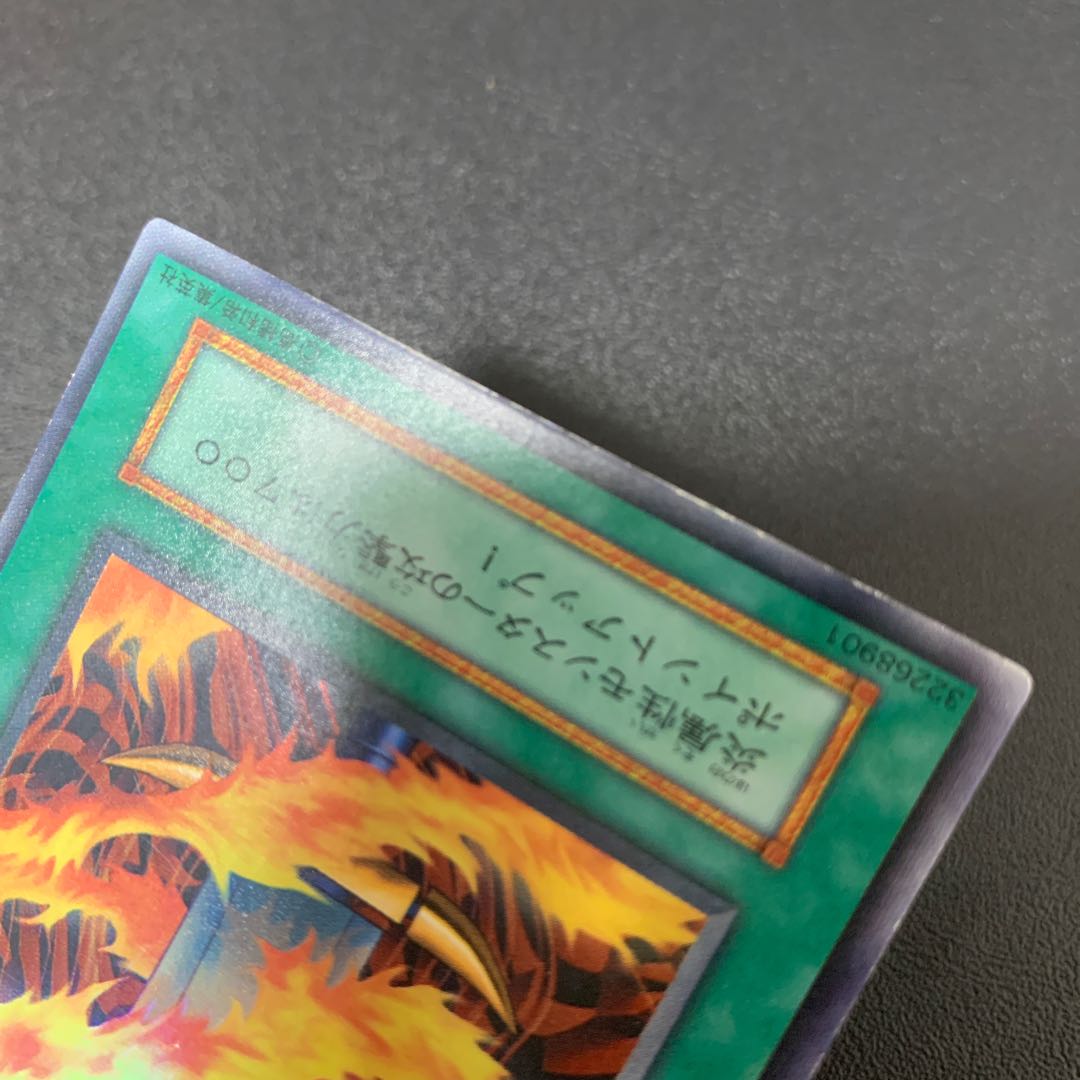 炎属性モンスターの攻撃力は７００
ポイントアップ！
32268901
©高橋和希/集英社